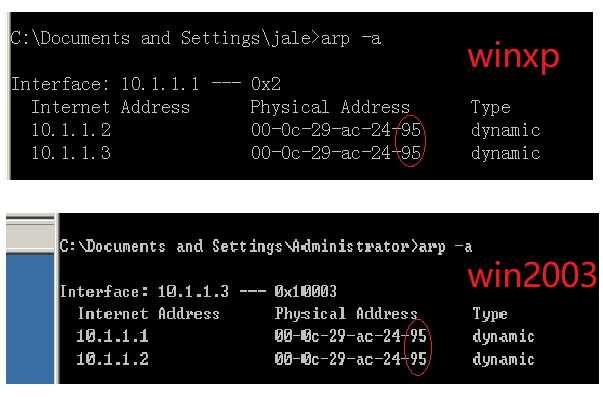 C:\Documents and Settings\jale>arp -a
winxp
Interface: 10.1.1.1 --- 0x2
Internet Address Physical Address Type
10.1.1.2 00-0c-29-ac-24-95 dynamic
10.1.1.3 00-0c-29-ac-24-95 dynamic
C:\Documents and Settings\Administrator>arp -a
win2003
Interface: 10.1.1.3 --- 0x10003
Internet Address Physical Address Type
10.1.1.1 00-0c-29-ac-24-95 dynamic
10.1.1.2 00-0c-29-ac-24-95 dynamic